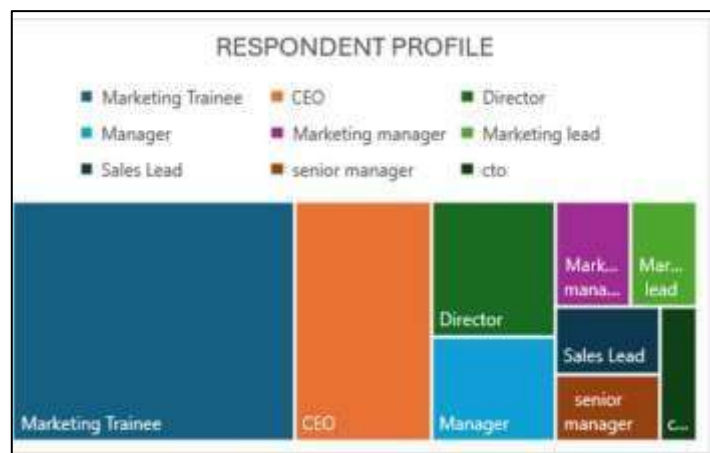 RESPONDENT PROFILE
Marketing Trainee CEO Director
Manager Marketing manager Marketing lead
Sales Lead senior manager cto
Mark... Mar...
mana... lead
Director
Sales Lead
senior
Marketing Trainee CEO Manager manager c...